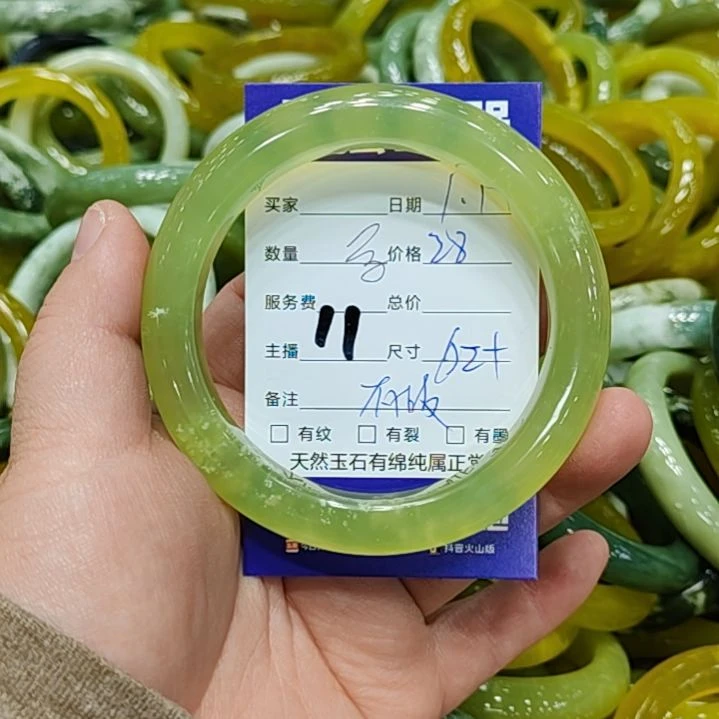 买家 日期 1.1
数量 价格 28
服务费 总价
主播 11 尺寸 62+
备注
□ 有纹 □ 有裂 □ 有
天然玉石有绵纯属正常
抖音火山版